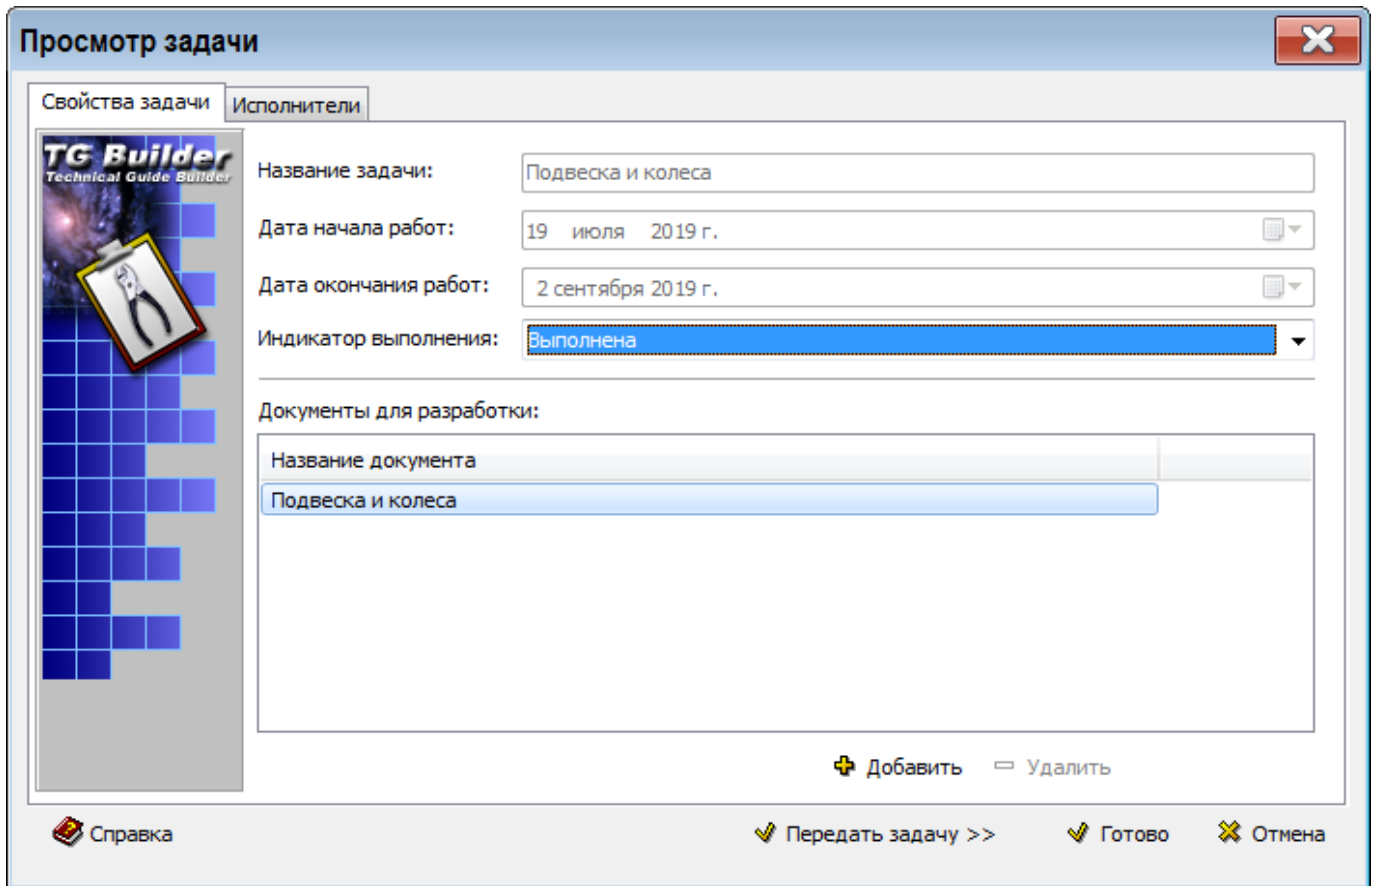 Просмотр задачи
Свойства задачи
Исполнители
TG Builder
Technical Guide Builder
Название задачи:
Подвеска и колеса
Дата начала работ:
19 июля 2019 г.
Дата окончания работ:
2 сентября 2019 г.
Индикатор выполнения:
Выполнена
Документы для разработки:
Название документа
Подвеска и колеса
Добавить
Удалить
Справка
Передать задачу >>
Готово
Отмена